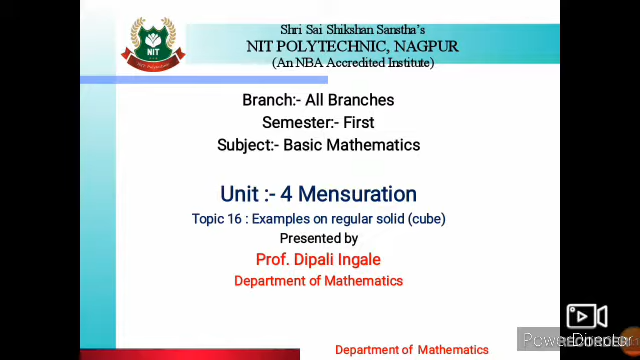 Shri Sai Shikshan Sanstha's
NIT POLYTECHNIC, NAGPUR
(An NBA Accredited Institute)
NIT
Branch:- All Branches
Semester:- First
Subject:- Basic Mathematics
Unit :- 4 Mensuration
Topic 16 : Examples on regular solid (cube)
Presented by
Prof. Dipali Ingale
Department of Mathematics
PowerDirector
Department of Mathematics